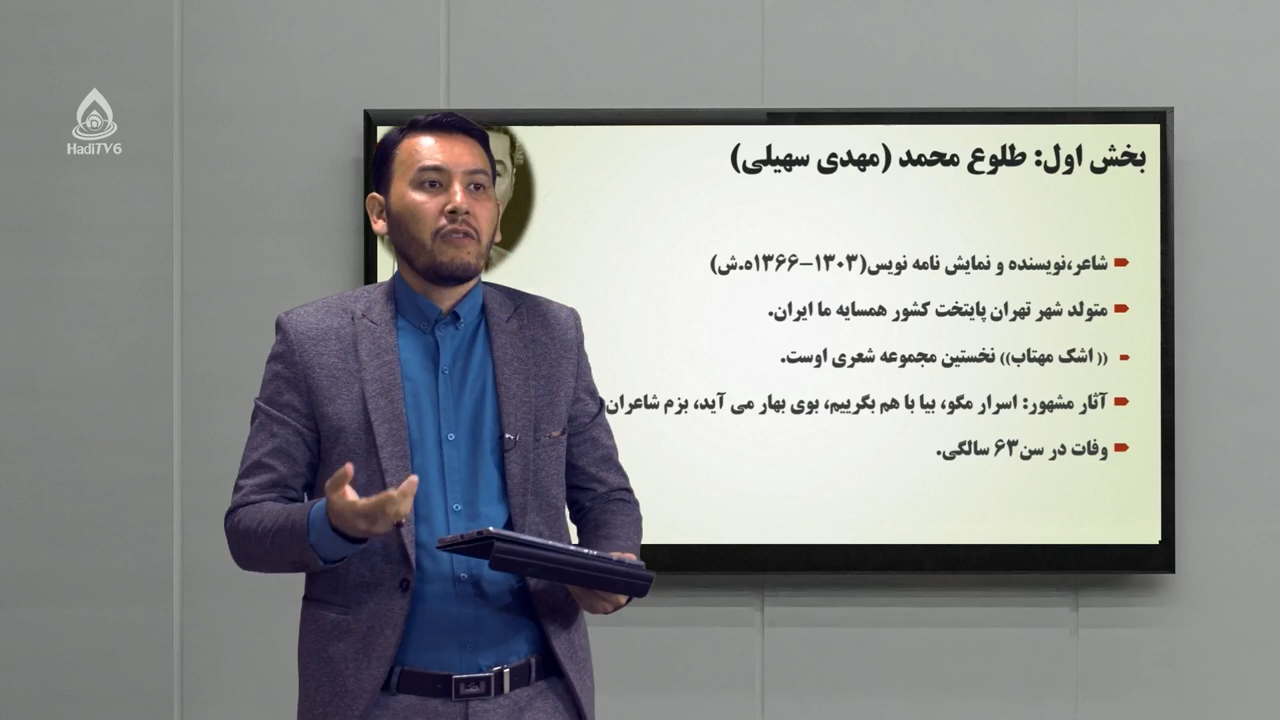 HadiTV6
بخش اول: طلوع محمد (مهدی سهیلی)
شاعر،نویسنده و نمایش نامه نویس(۱۳۰۳–۱۳۶۶ه.ش)
متولد شهر تهران پایتخت کشور همسایه ما ایران.
(( اشک مهتاب)) نخستین مجموعه شعری اوست.
آثار مشهور: اسرار مگو، بیا با هم بگرییم، بوی بهار می آید، بزم شاعران(
وفات در سن۶۳ سالگی.